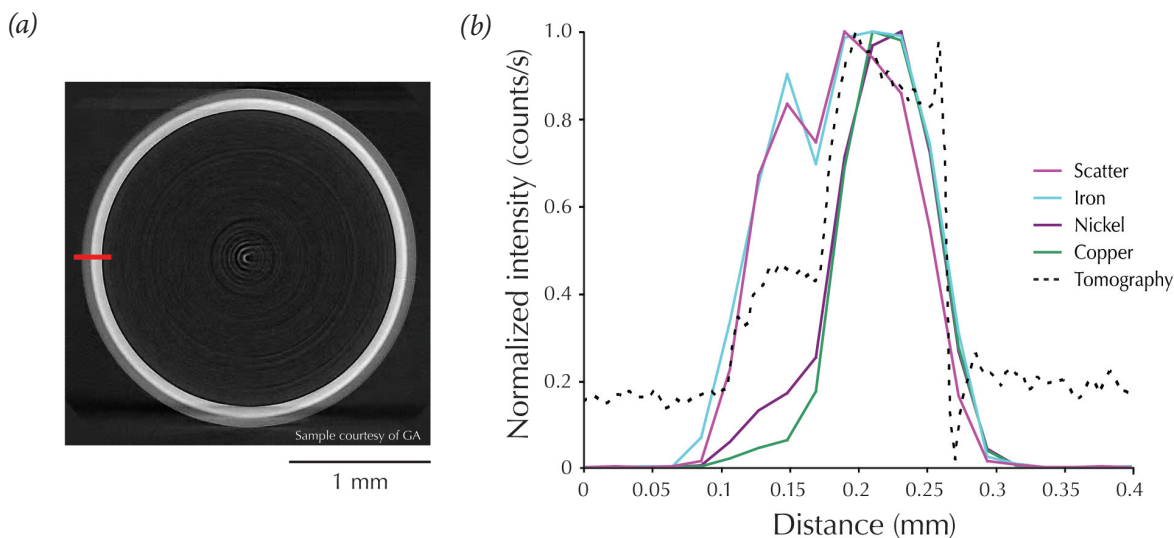 (a)
Sample courtesy of GA
1 mm
(b)
Normalized intensity (counts/s)
1.0
0.8
0.6
0.4
0.2
0
0
0.05
0.1
0.15
0.2
0.25
0.3
0.35
0.4
Distance (mm)
Scatter
Iron
Nickel
Copper
Tomography